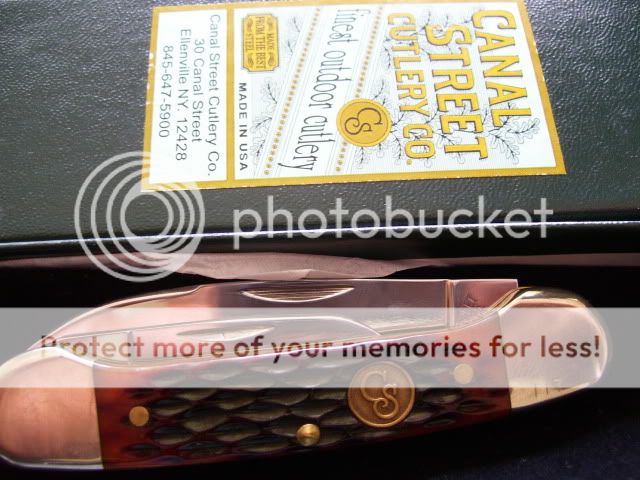 CANAL
STREET
CUTLERY CO.
CS
finest outdoor cutlery
MADE
FROM THE BEST
STEEL
MADE IN USA
Canal Street Cutlery Co.
30 Canal Street
Ellenville NY. 12428
845-647-5900
photobucket
Protect more of your memories for less!
CS